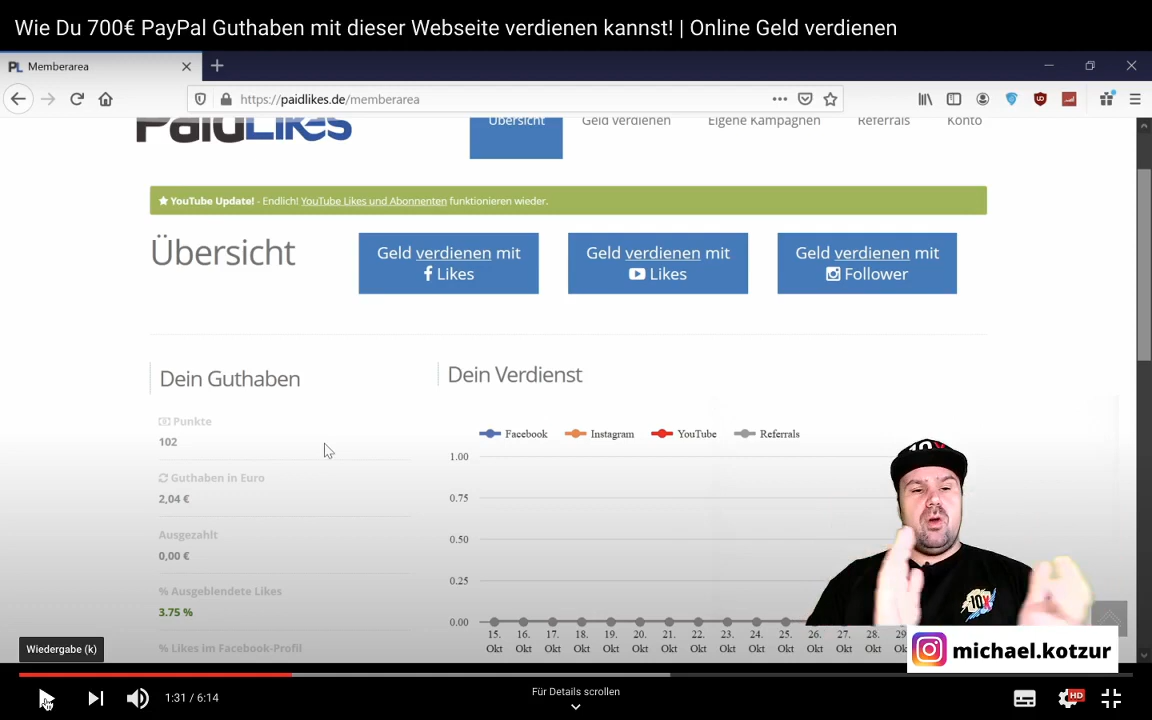 Wie Du 700€ PayPal Guthaben mit dieser Webseite verdienen kannst! | Online Geld verdienen
PL Memberarea
https://paidlikes.de/memberarea
PaidLikes
Übersicht Geld verdienen Eigene Kampagnen Referrals Konto
YouTube Update! - Endlich! YouTube Likes und Abonnenten funktionieren wieder.
Übersicht
Geld verdienen mit
Likes
Geld verdienen mit
Likes
Geld verdienen mit
Follower
Dein Guthaben
Punkte
102
Guthaben in Euro
2,04 €
Ausgezahlt
0,00 €
% Ausgeblendete Likes
3.75 %
% Likes im Facebook-Profil
Dein Verdienst
Facebook Instagram YouTube Referrals
1.00
0.75
0.50
0.25
0.00
15. 16. 17. 18. 19. 20. 21. 22. 23. 24. 25. 26. 27. 28. 29
Okt Okt Okt Okt Okt Okt Okt Okt Okt Okt Okt Okt Okt Okt Ok
10X
10X
michael.kotzur
Wiedergabe (k)
1:31 / 6:14
Für Details scrollen
HD